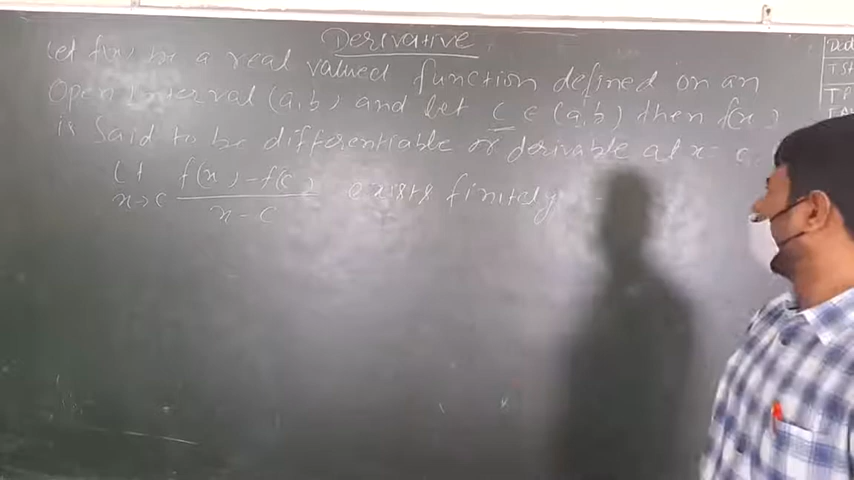 Derivative
Let f(x) be a real valued function defined on an
Open interval (a, b) and let C ∈ (a, b) then f(x)
is said to be differentiable or derivable at x = c,
Lt f(x) - f(c) exists finitely
x→c x - c